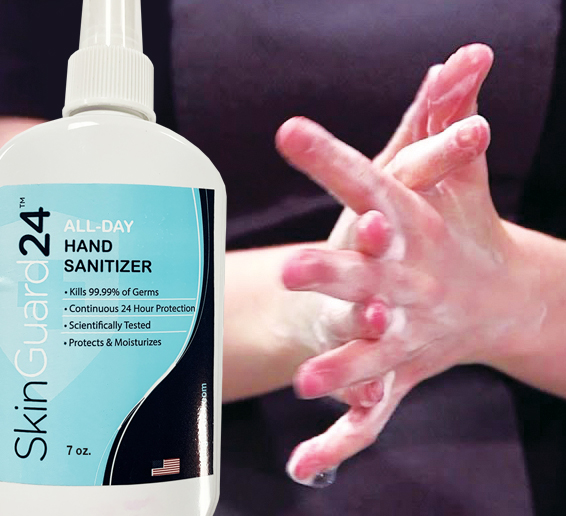 SkinGuard24™
ALL-DAY
HAND
SANITIZER
• Kills 99.99% of Germs
• Continuous 24 Hour Protection
• Scientifically Tested
• Protects & Moisturizes
7 oz.
.com